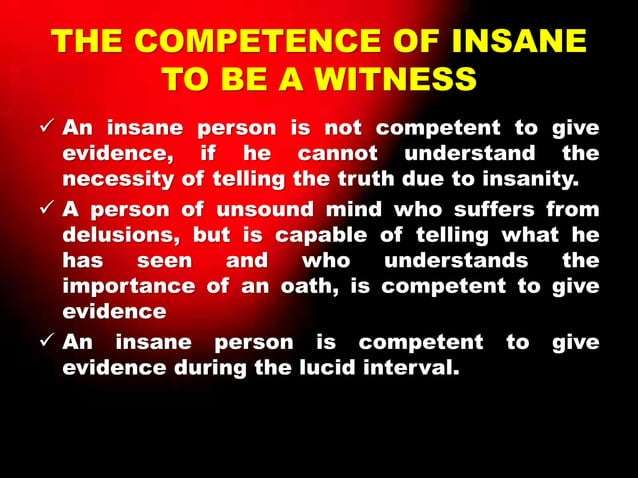 THE COMPETENCE OF INSANE
TO BE A WITNESS
✓ An insane person is not competent to give
evidence, if he cannot understand the
necessity of telling the truth due to insanity.
✓ A person of unsound mind who suffers from
delusions, but is capable of telling what he
has seen and who understands the
importance of an oath, is competent to give
evidence
✓ An insane person is competent to give
evidence during the lucid interval.